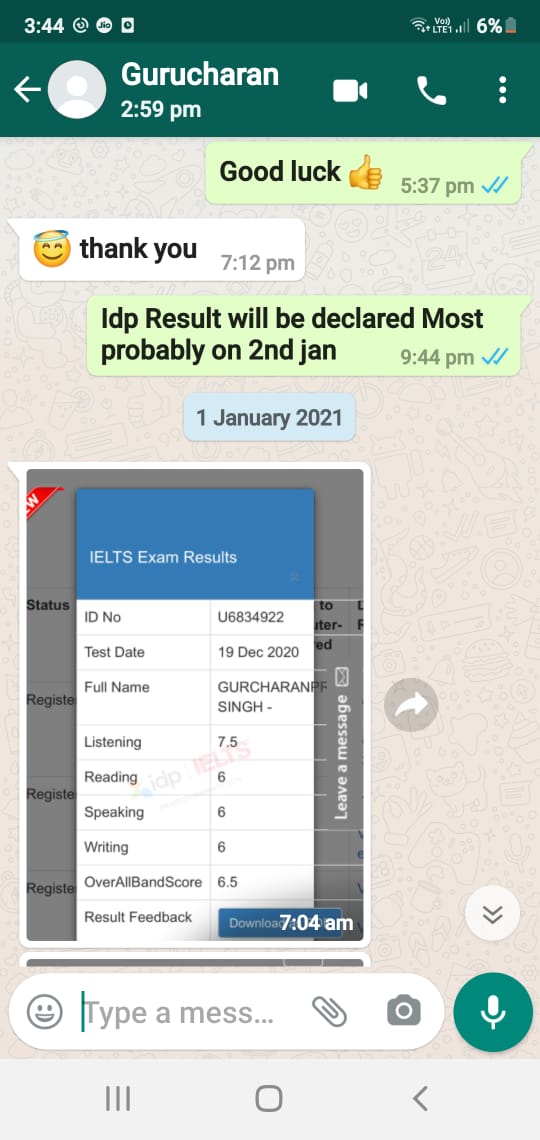 3:44 Jio Vo) LTE1 6%
Gurucharan
2:59 pm
Good luck 👍 5:37 pm
😇 thank you 7:12 pm
Idp Result will be declared Most
probably on 2nd jan 9:44 pm
1 January 2021
IELTS Exam Results
Status
ID No U6834922
to
uter-
red
Test Date 19 Dec 2020
Full Name GURCHARANPR
SINGH -
Registe
Listening 7.5
Reading 6
idp IELTS
Registe
Speaking 6
Writing 6
OverAllBandScore 6.5
Registe
Result Feedback Download
Leave a message
7:04 am
Type a mess...